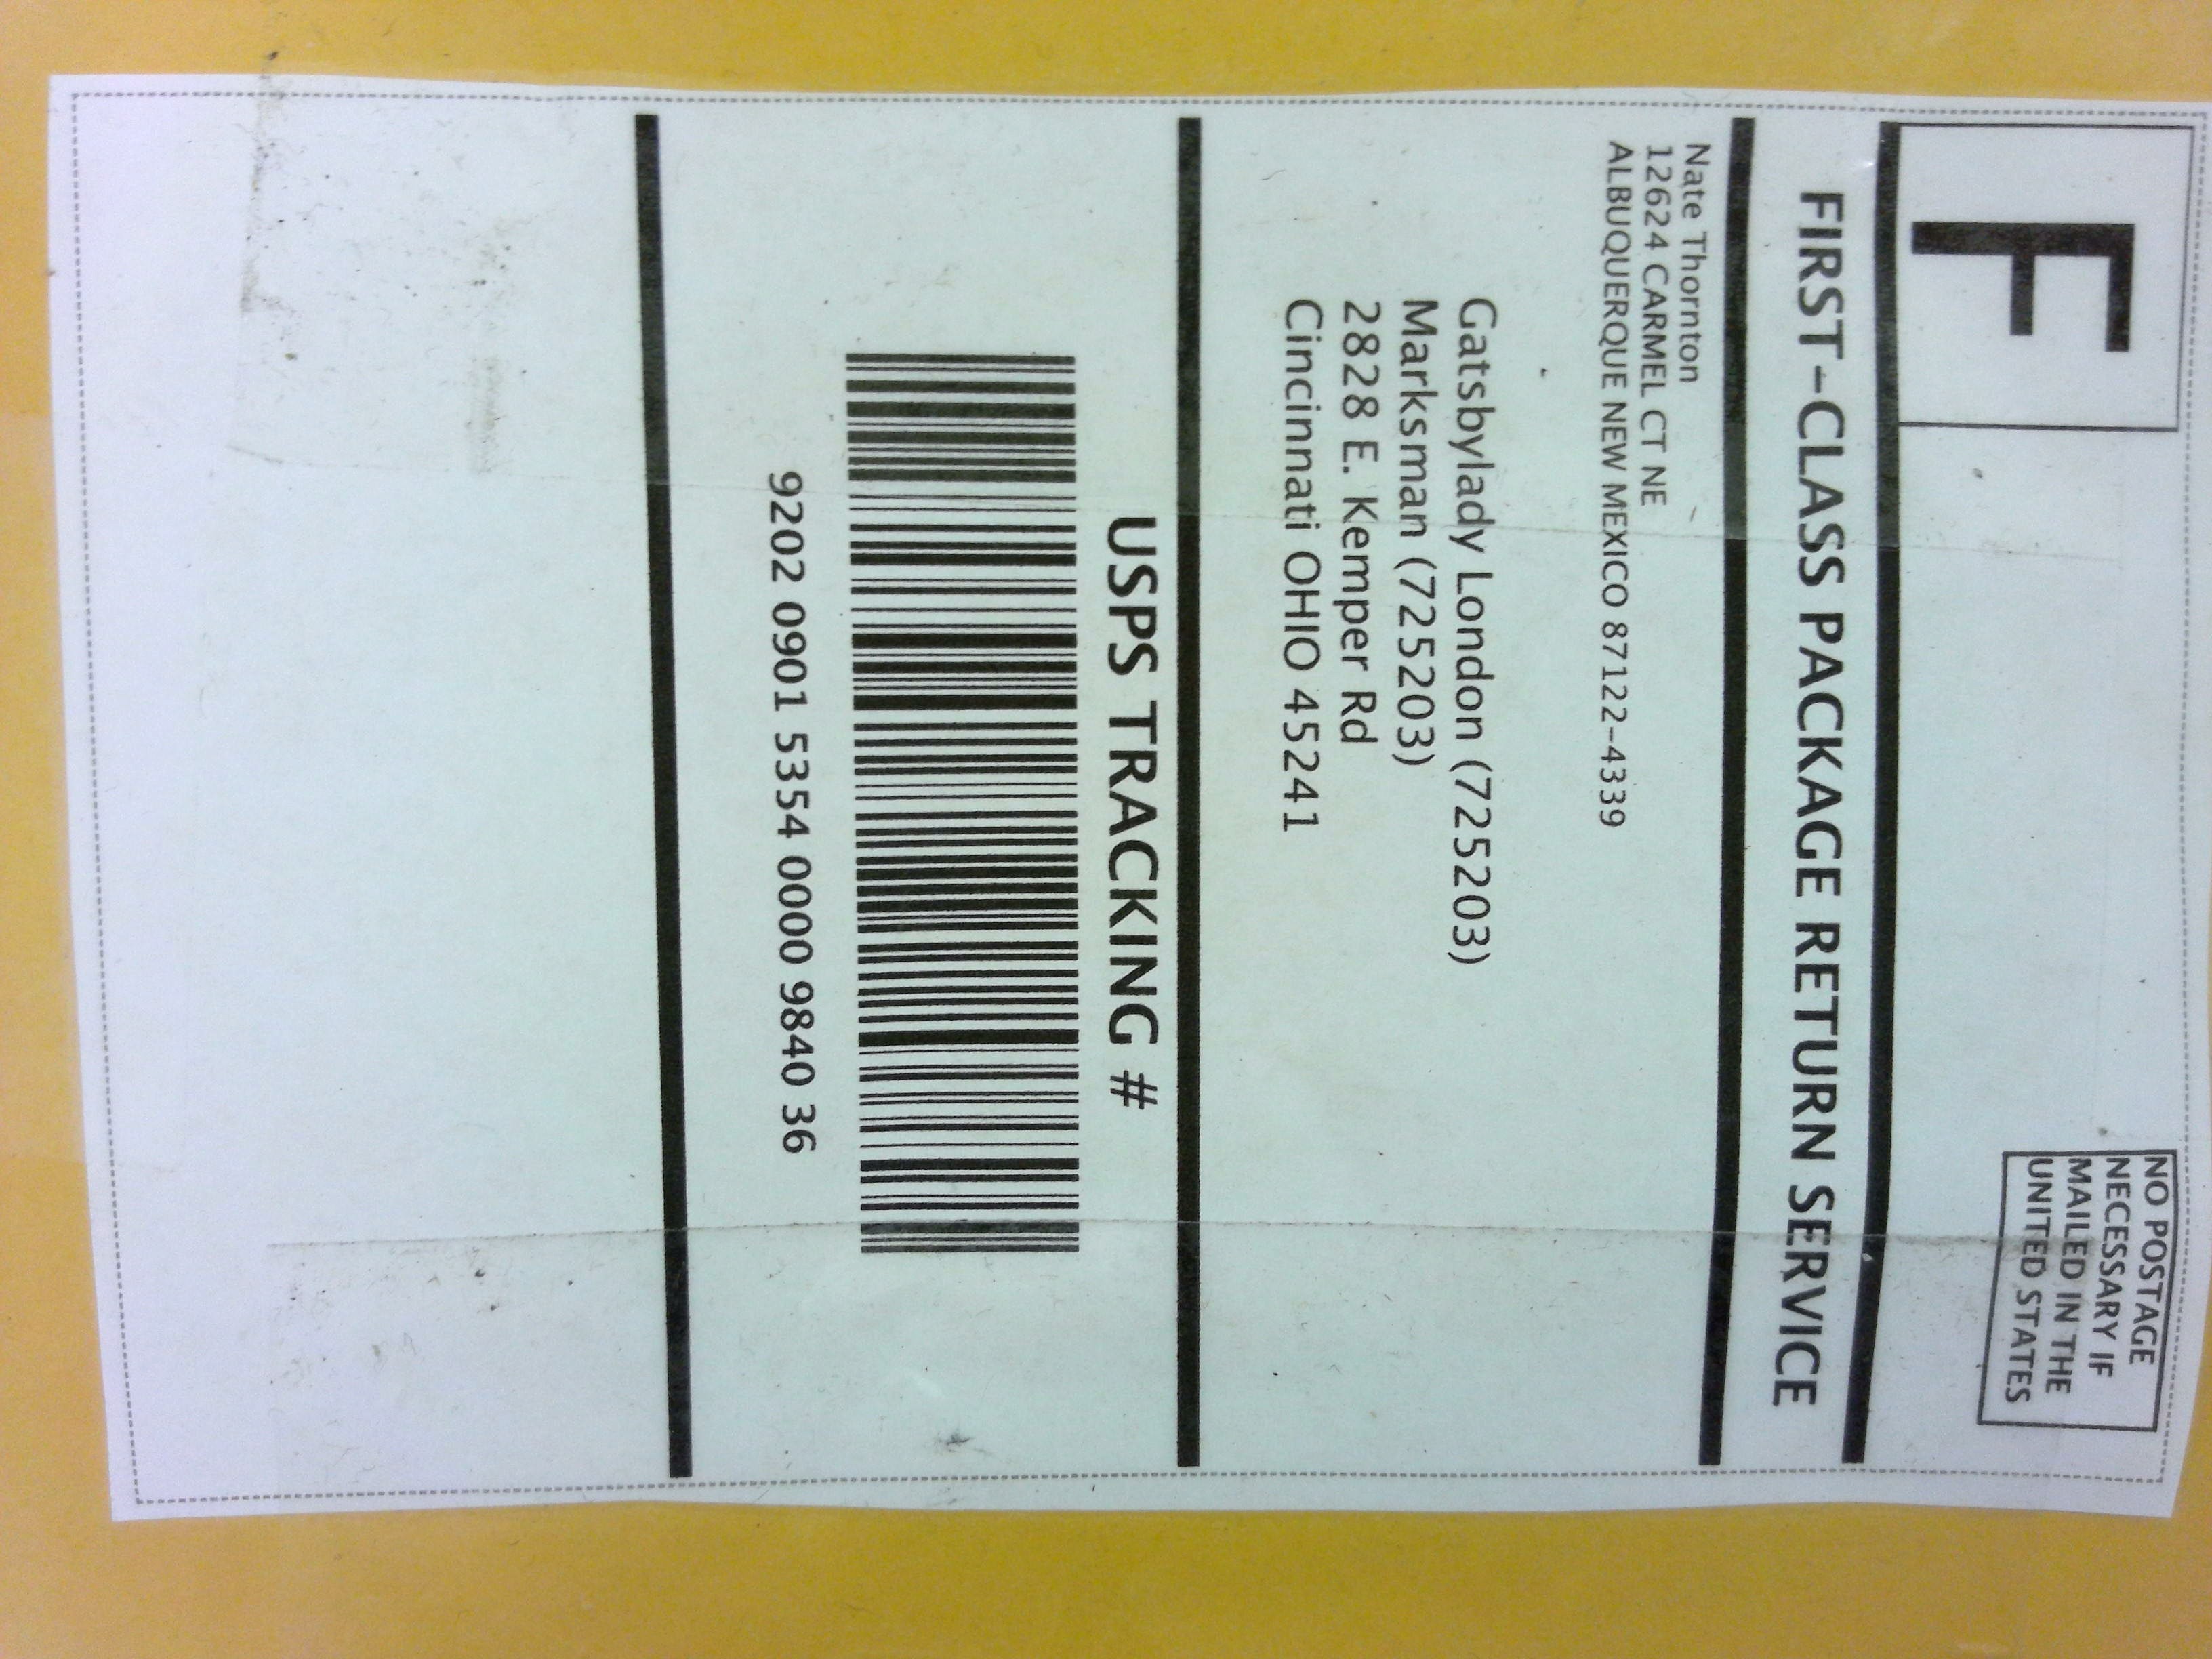 F
NO POSTAGE
NECESSARY IF
MAILED IN THE
UNITED STATES
FIRST-CLASS PACKAGE RETURN SERVICE
Nate Thornton
12624 CARMEL CT NE
ALBUQUERQUE NEW MEXICO 87122-4339
Gatsbylady London (725203)
Marksman (725203)
2828 E. Kemper Rd
Cincinnati OHIO 45241
USPS TRACKING #
9202 0901 5354 0000 9840 36